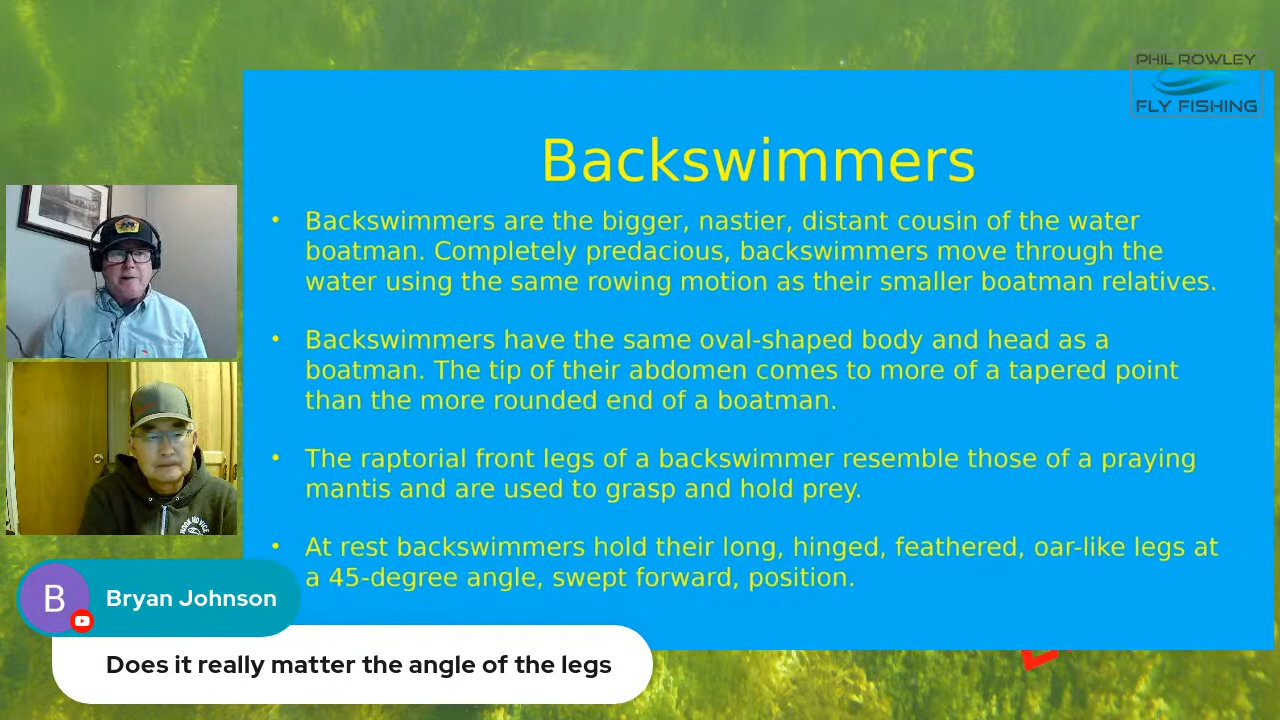 PHIL ROWLEY
FLY FISHING
Backswimmers
• Backswimmers are the bigger, nastier, distant cousin of the water
boatman. Completely predacious, backswimmers move through the
water using the same rowing motion as their smaller boatman relatives.
• Backswimmers have the same oval-shaped body and head as a
boatman. The tip of their abdomen comes to more of a tapered point
than the more rounded end of a boatman.
• The raptorial front legs of a backswimmer resemble those of a praying
mantis and are used to grasp and hold prey.
• At rest backswimmers hold their long, hinged, feathered, oar-like legs at
a 45-degree angle, swept forward, position.
B
Bryan Johnson
Does it really matter the angle of the legs